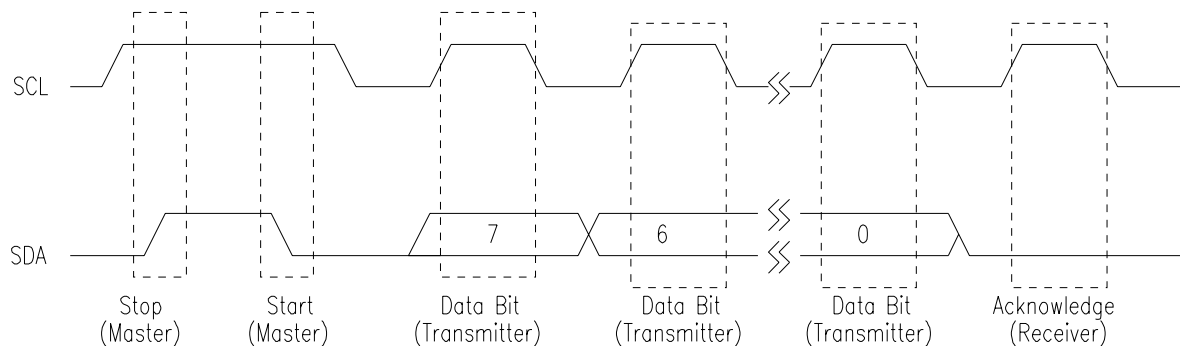 SCL
SDA
7
6
0
Stop
(Master)
Start
(Master)
Data Bit
(Transmitter)
Data Bit
(Transmitter)
Data Bit
(Transmitter)
Acknowledge
(Receiver)